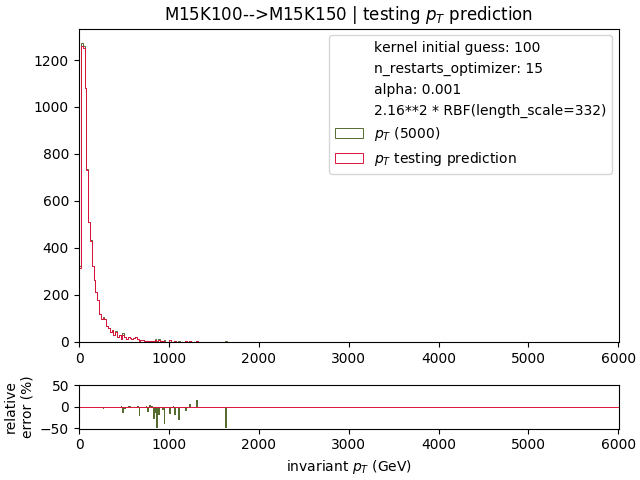 M15K100-->M15K150 | testing p_T prediction
kernel initial guess: 100
n_restarts_optimizer: 15
alpha: 0.001
2.16**2 * RBF(length_scale=332)
p_T (5000)
p_T testing prediction
1200
1000
800
600
400
200
0
0 1000 2000 3000 4000 5000 6000
relative
error (%)
50
0
−50
0 1000 2000 3000 4000 5000 6000
invariant p_T (GeV)